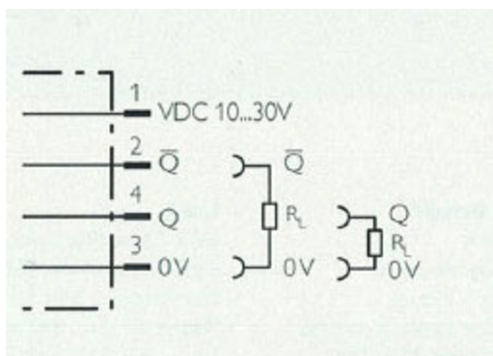 1 VDC 10...30V
2 Q̅ Q̅
4 Q R_L Q
R_L
3 0V 0V 0V